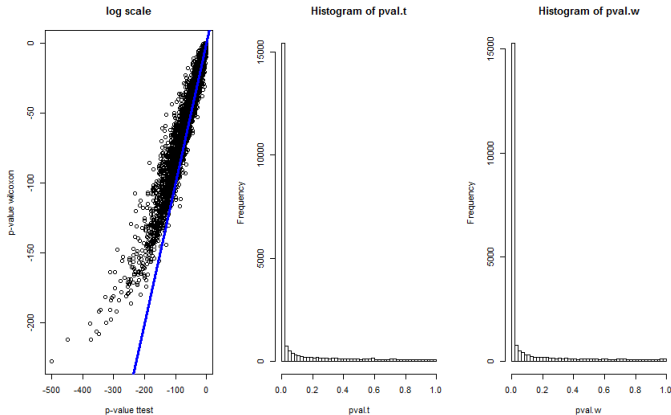 log scale
p-value wilcoxon
0
-50
-100
-150
-200
-500 -400 -300 -200 -100 0
p-value ttest
Histogram of pval.t
Frequency
15000
10000
5000
0
0.0 0.2 0.4 0.6 0.8 1.0
pval.t
Histogram of pval.w
Frequency
15000
10000
5000
0
0.0 0.2 0.4 0.6 0.8 1.0
pval.w